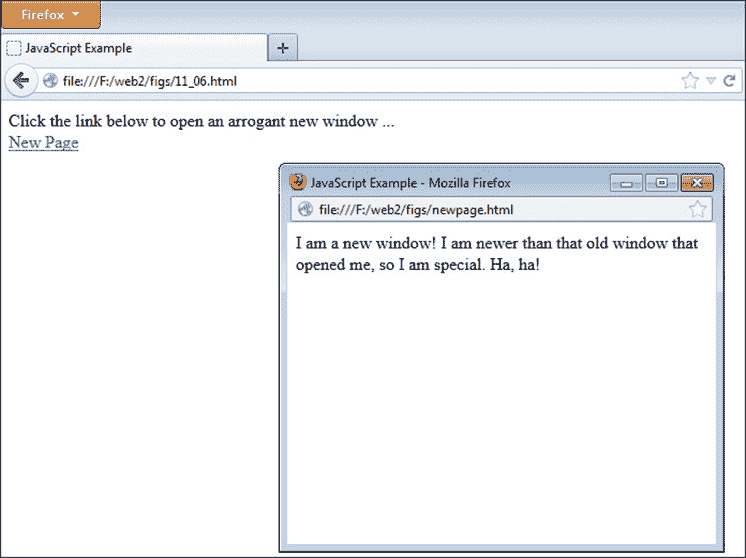 Firefox
JavaScript Example
file:///F:/web2/figs/11_06.html
Click the link below to open an arrogant new window ...
New Page
JavaScript Example - Mozilla Firefox
file:///F:/web2/figs/newpage.html
I am a new window! I am newer than that old window that
opened me, so I am special. Ha, ha!